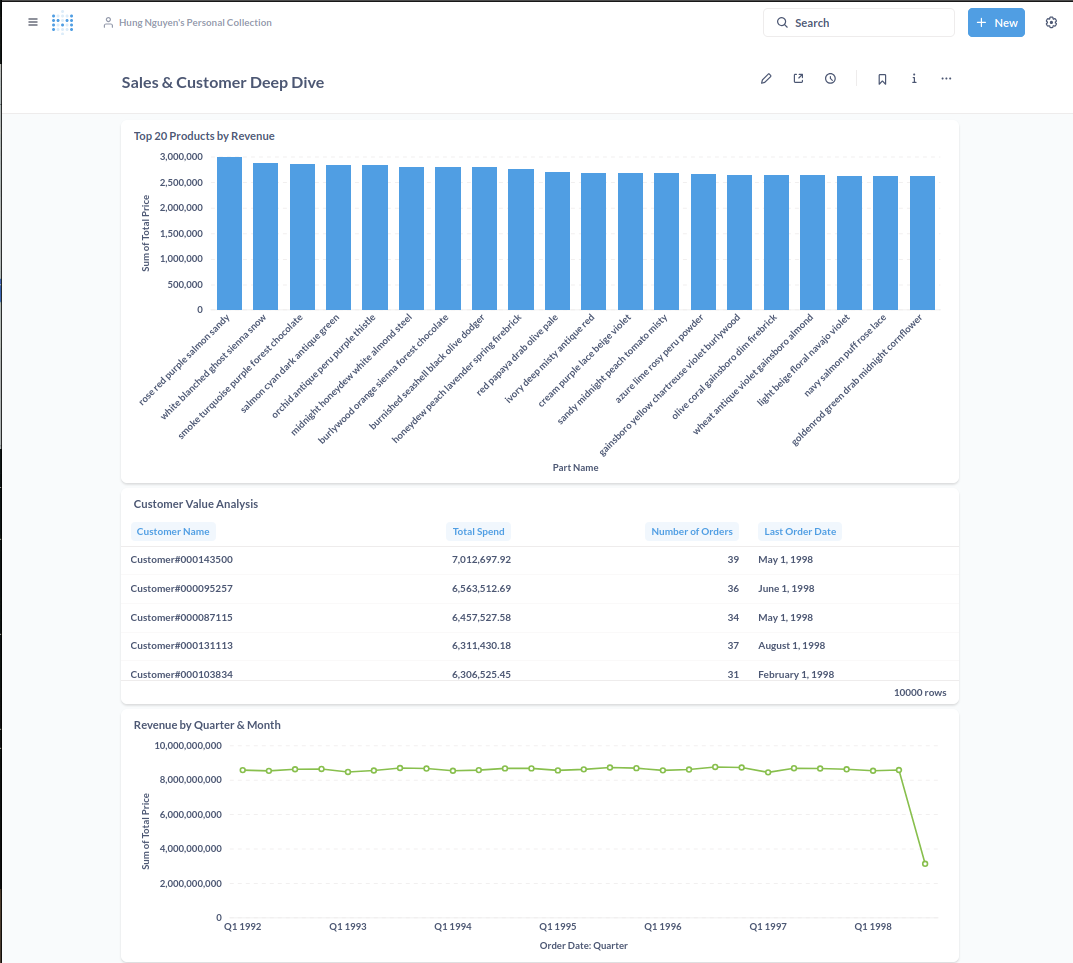 Hung Nguyen's Personal Collection
Search
+ New
Sales & Customer Deep Dive
Top 20 Products by Revenue
Sum of Total Price
3,000,000
2,500,000
2,000,000
1,500,000
1,000,000
500,000
0
rose red purple salmon sandy
white blanched ghost sienna snow
smoke turquoise purple forest chocolate
salmon cyan dark antique green
orchid antique peru purple thistle
midnight honeydew white almond steel
burlywood orange sienna forest chocolate
burnished seashell black olive dodger
honeydew peach lavender spring firebrick
red papaya drab olive pale
ivory deep misty antique red
cream purple lace beige violet
sandy midnight peach tomato misty
azure lime rosy peru powder
gainsboro yellow chartreuse violet burlywood
olive coral gainsboro dim firebrick
wheat antique violet gainsboro almond
light beige floral navajo violet
navy salmon puff rose lace
goldenrod green drab midnight cornflower
Part Name
Customer Value Analysis
Customer Name Total Spend Number of Orders Last Order Date
Customer#000143500 7,012,697.92 39 May 1, 1998
Customer#000095257 6,563,512.69 36 June 1, 1998
Customer#000087115 6,457,527.58 34 May 1, 1998
Customer#000131113 6,311,430.18 37 August 1, 1998
Customer#000103834 6,306,525.45 31 February 1, 1998
10000 rows
Revenue by Quarter & Month
Sum of Total Price
10,000,000,000
8,000,000,000
6,000,000,000
4,000,000,000
2,000,000,000
0
Q1 1992 Q1 1993 Q1 1994 Q1 1995 Q1 1996 Q1 1997 Q1 1998
Order Date: Quarter